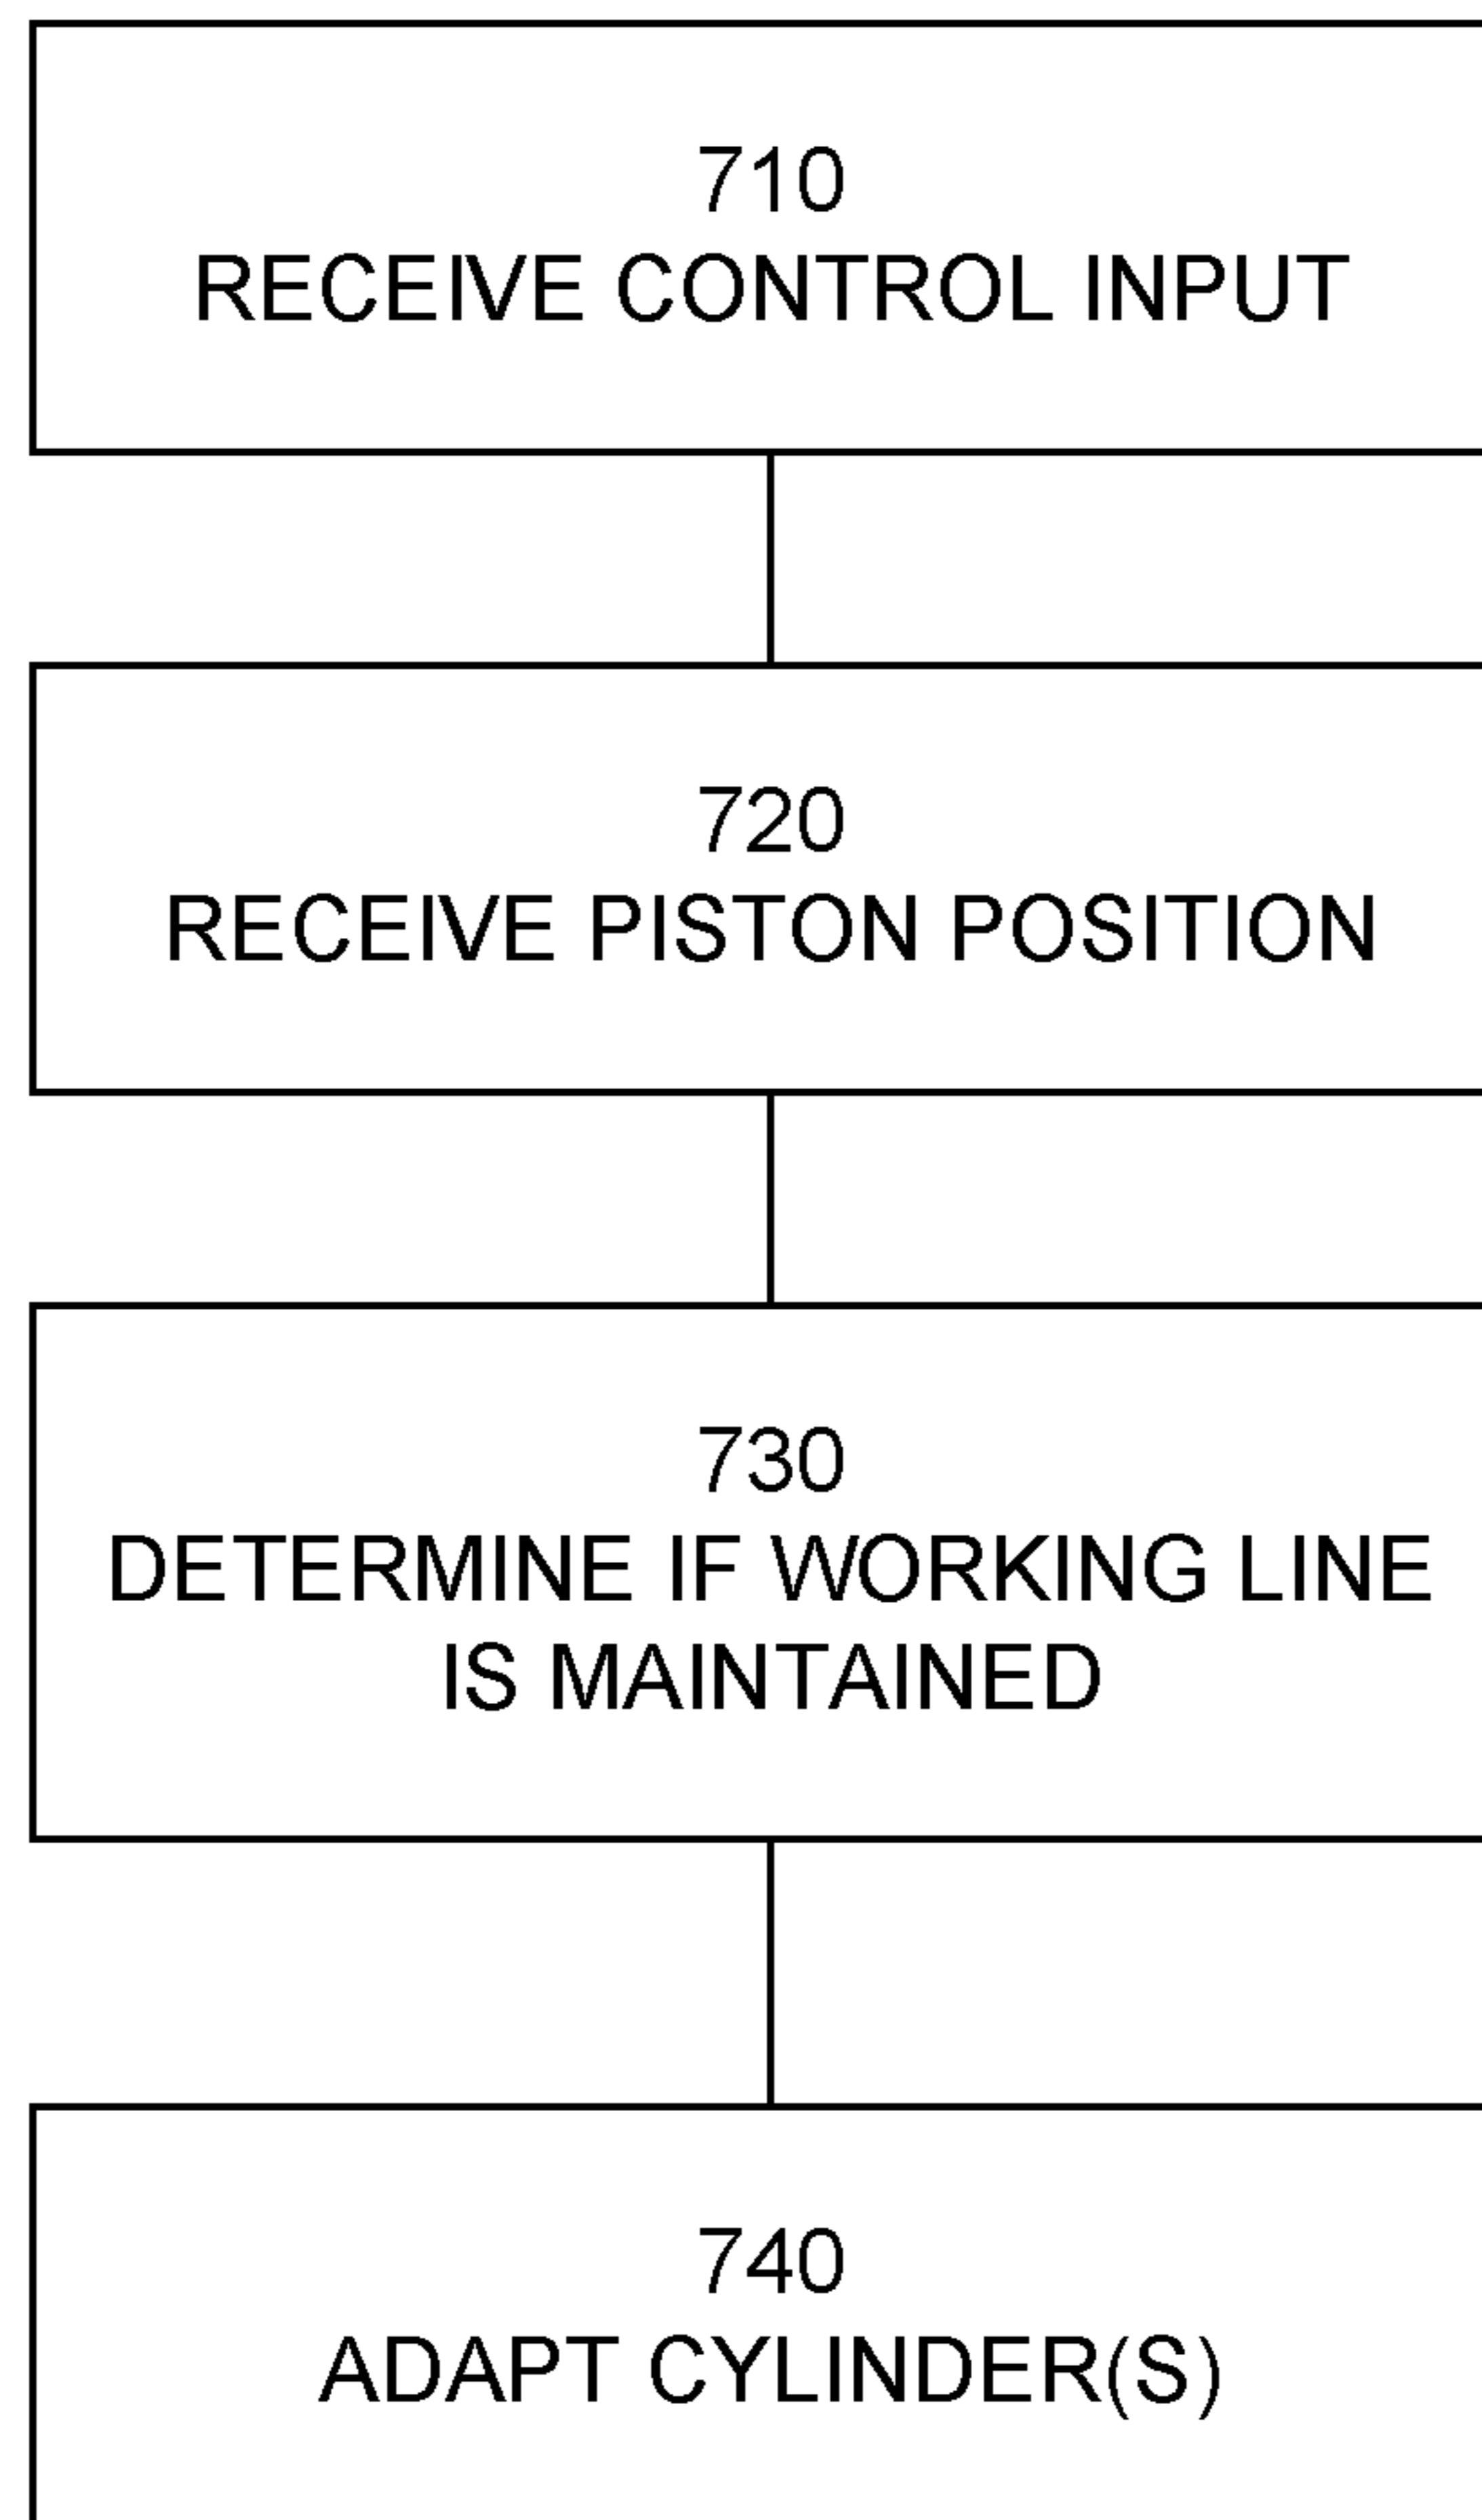 710
RECEIVE CONTROL INPUT
720
RECEIVE PISTON POSITION
730
DETERMINE IF WORKING LINE
IS MAINTAINED
740
ADAPT CYLINDER(S)